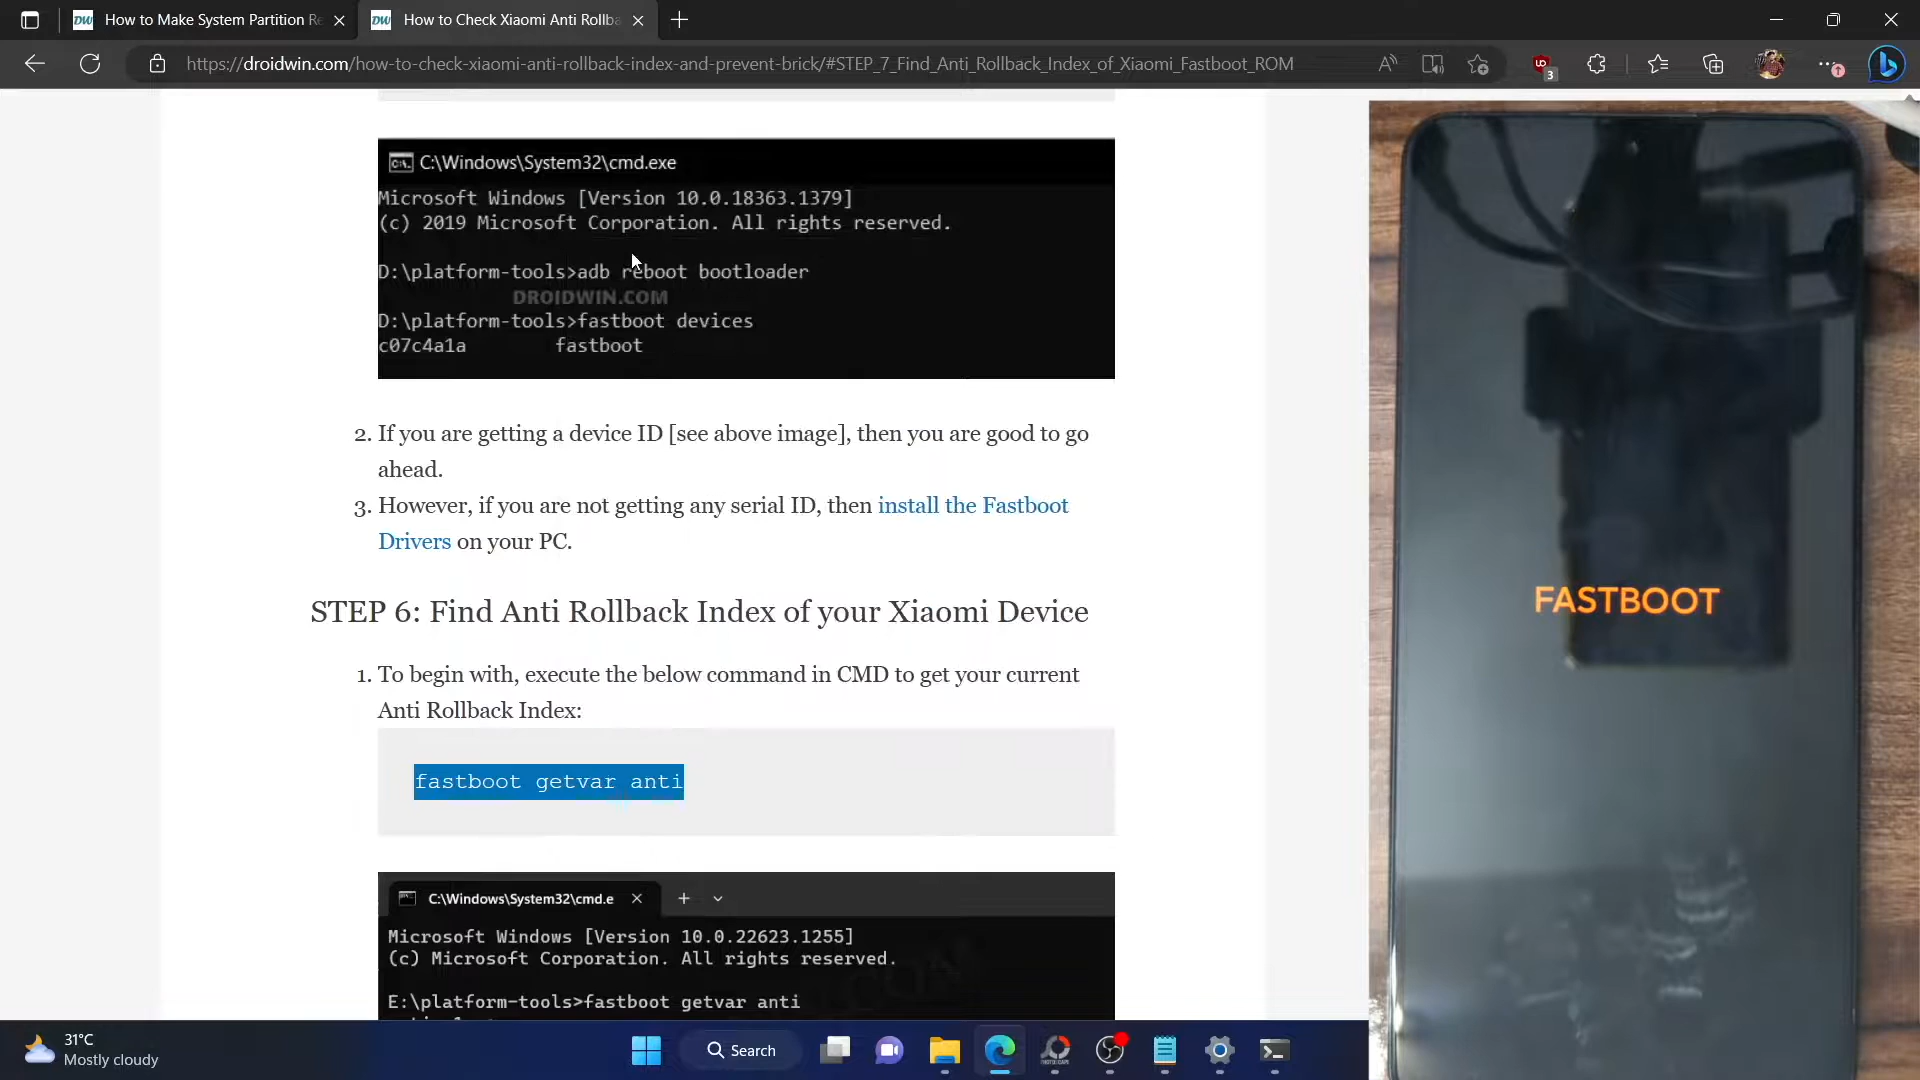 How to Make System Partition Re
How to Check Xiaomi Anti Rollba
https://droidwin.com/how-to-check-xiaomi-anti-rollback-index-and-prevent-brick/#STEP_7_Find_Anti_Rollback_Index_of_Xiaomi_Fastboot_ROM
3
C:\Windows\System32\cmd.exe
Microsoft Windows [Version 10.0.18363.1379]
(c) 2019 Microsoft Corporation. All rights reserved.
D:\platform-tools>adb reboot bootloader
DROIDWIN.COM
D:\platform-tools>fastboot devices
c07c4a1a fastboot
2. If you are getting a device ID [see above image], then you are good to go
ahead.
3. However, if you are not getting any serial ID, then install the Fastboot
Drivers on your PC.
STEP 6: Find Anti Rollback Index of your Xiaomi Device
1. To begin with, execute the below command in CMD to get your current
Anti Rollback Index:
fastboot getvar anti
C:\Windows\System32\cmd.e
Microsoft Windows [Version 10.0.22623.1255]
(c) Microsoft Corporation. All rights reserved.
E:\platform-tools>fastboot getvar anti
FASTBOOT
31°C
Mostly cloudy
Search